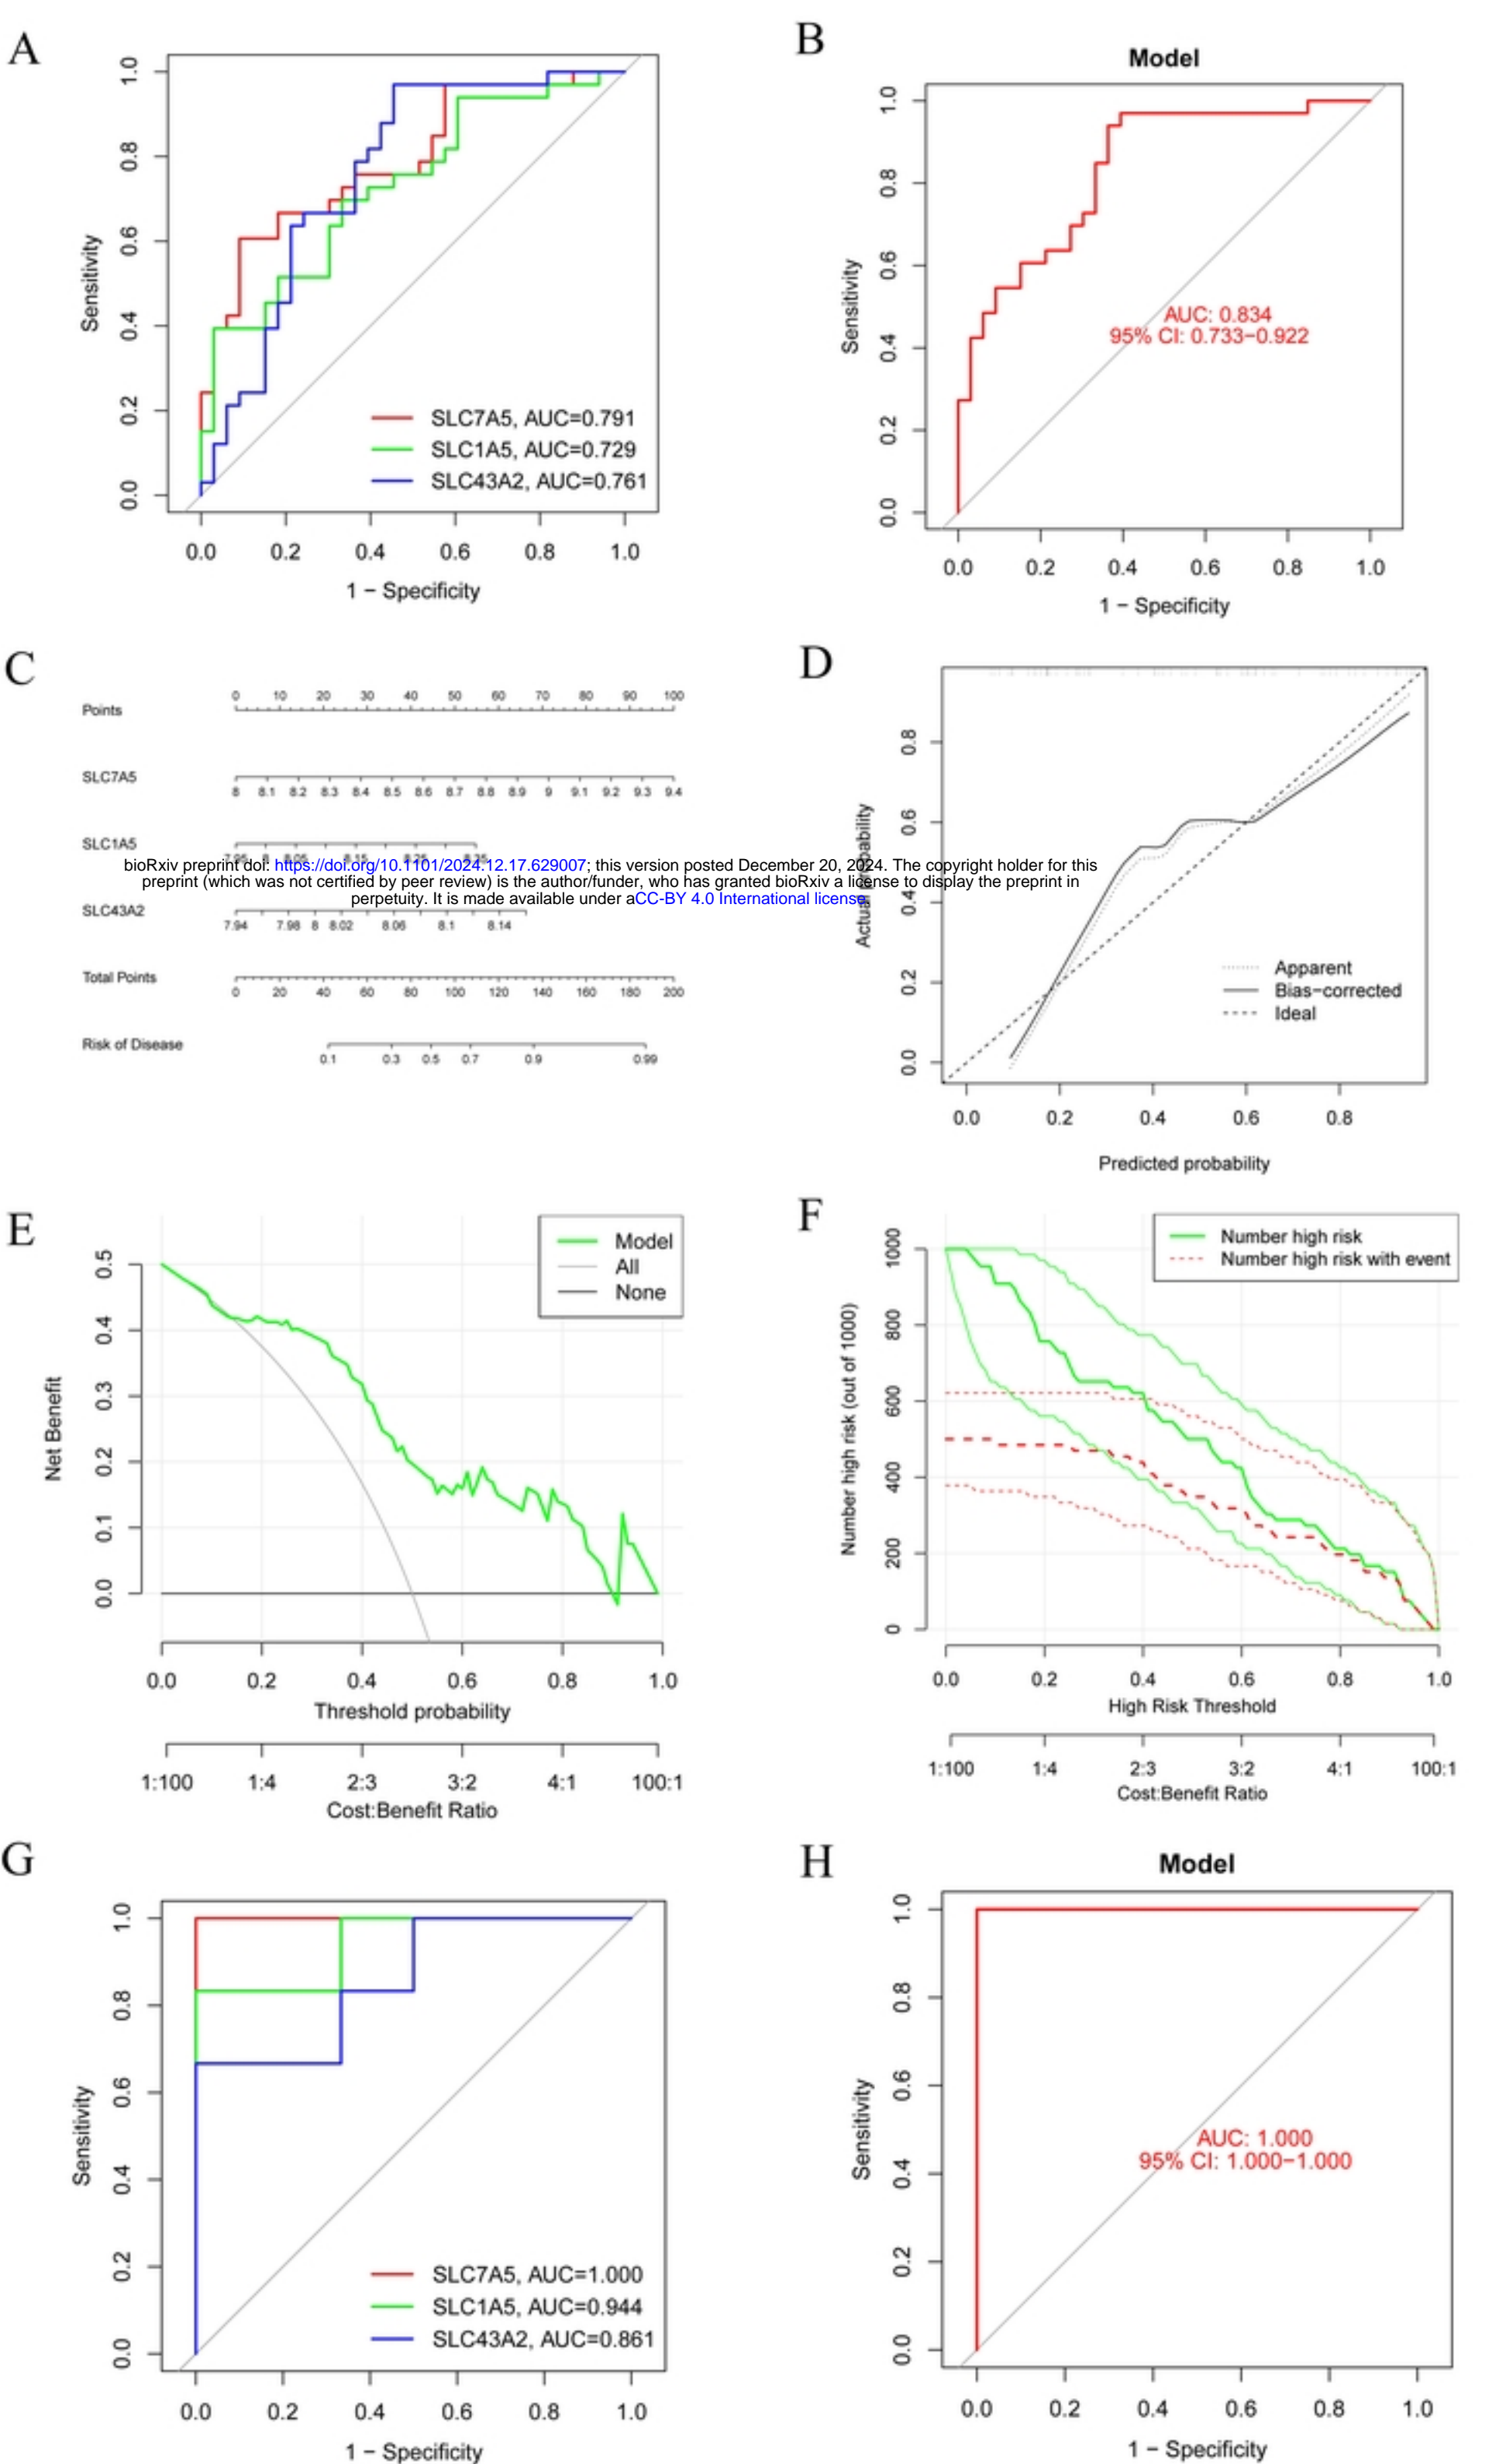 A
1.0
0.8
0.6
0.4
0.2
0.0
Sensitivity
SLC7A5, AUC=0.791
SLC1A5, AUC=0.729
SLC43A2, AUC=0.761
0.0 0.2 0.4 0.6 0.8 1.0
1 − Specificity
B
Model
1.0
0.8
0.6
0.4
0.2
0.0
Sensitivity
AUC: 0.834
95% CI: 0.733−0.922
0.0 0.2 0.4 0.6 0.8 1.0
1 − Specificity
C
0 10 20 30 40 50 60 70 80 90 100
Points
SLC7A5
8 8.1 8.2 8.3 8.4 8.5 8.6 8.7 8.8 8.9 9 9.1 9.2 9.3 9.4
SLC1A5
7.95 8 8.05 8.15 8.25 8.35
bioRxiv preprint doi: https://doi.org/10.1101/2024.12.17.629007; this version posted December 20, 2024. The copyright holder for this
preprint (which was not certified by peer review) is the author/funder, who has granted bioRxiv a license to display the preprint in
perpetuity. It is made available under aCC-BY 4.0 International license.
SLC43A2
7.94 7.98 8 8.02 8.06 8.1 8.14
Total Points
0 20 40 60 80 100 120 140 160 180 200
Risk of Disease
0.1 0.3 0.5 0.7 0.9 0.99
D
0.8
0.6
0.4
0.2
0.0
Actual probability
Apparent
Bias−corrected
Ideal
0.0 0.2 0.4 0.6 0.8
Predicted probability
E
0.5
0.4
0.3
0.2
0.1
0.0
Net Benefit
Model
All
None
0.0 0.2 0.4 0.6 0.8 1.0
Threshold probability
1:100 1:4 2:3 3:2 4:1 100:1
Cost:Benefit Ratio
F
1000
800
600
400
200
0
Number high risk (out of 1000)
Number high risk
Number high risk with event
0.0 0.2 0.4 0.6 0.8 1.0
High Risk Threshold
1:100 1:4 2:3 3:2 4:1 100:1
Cost:Benefit Ratio
G
1.0
0.8
0.6
0.4
0.2
0.0
Sensitivity
SLC7A5, AUC=1.000
SLC1A5, AUC=0.944
SLC43A2, AUC=0.861
0.0 0.2 0.4 0.6 0.8 1.0
1 − Specificity
H
Model
1.0
0.8
0.6
0.4
0.2
0.0
Sensitivity
AUC: 1.000
95% CI: 1.000−1.000
0.0 0.2 0.4 0.6 0.8 1.0
1 − Specificity